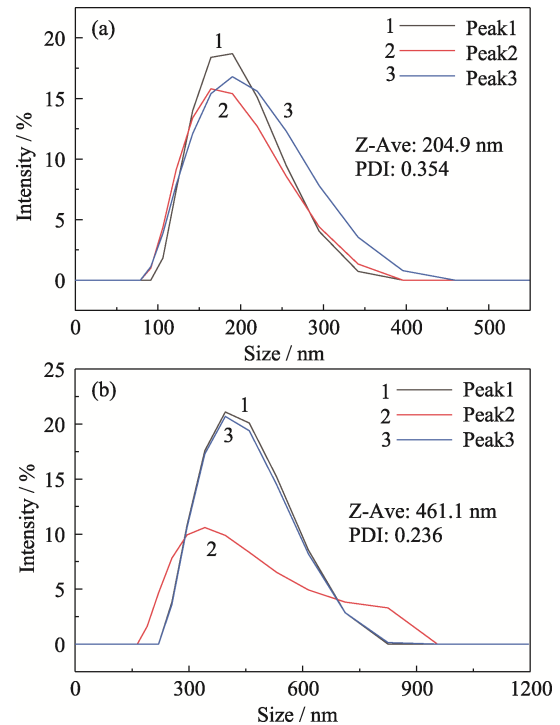 (a)
1 Peak1
2 Peak2
3 Peak3
1
2
3
Z-Ave: 204.9 nm
PDI: 0.354
Intensity / %
20
15
10
5
0
0 100 200 300 400 500
Size / nm
(b)
1 Peak1
2 Peak2
3 Peak3
1
3
2
Z-Ave: 461.1 nm
PDI: 0.236
Intensity / %
25
20
15
10
5
0
0 300 600 900 1200
Size / nm